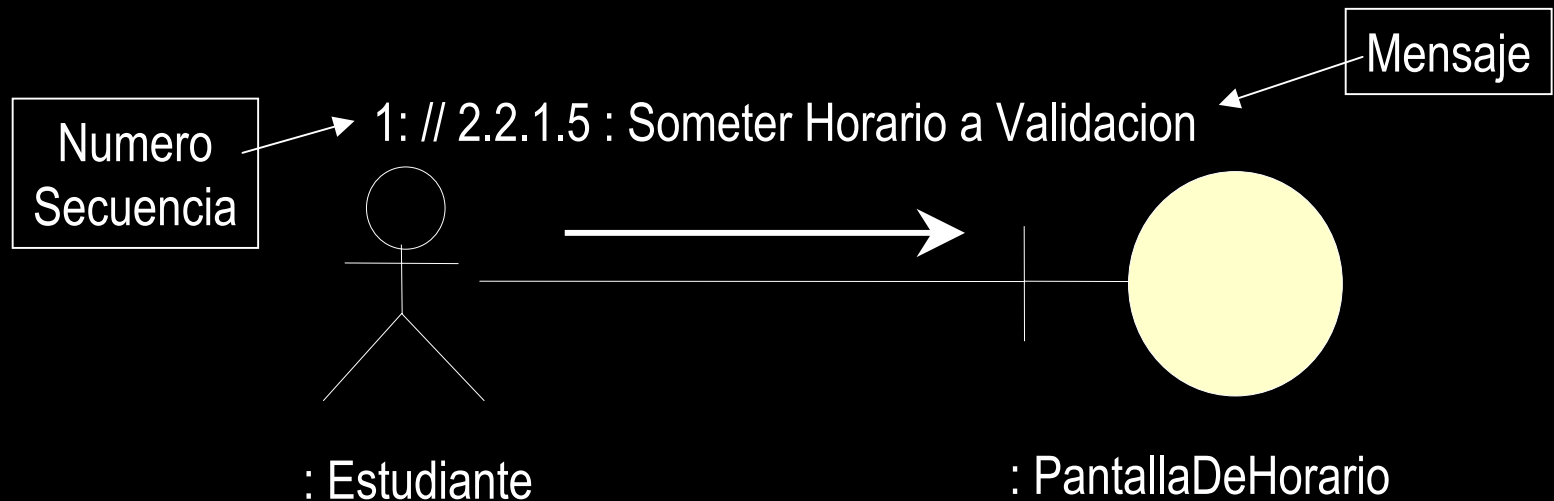 Mensaje
1: // 2.2.1.5 : Someter Horario a Validacion
Numero
Secuencia
: Estudiante
: PantallaDeHorario